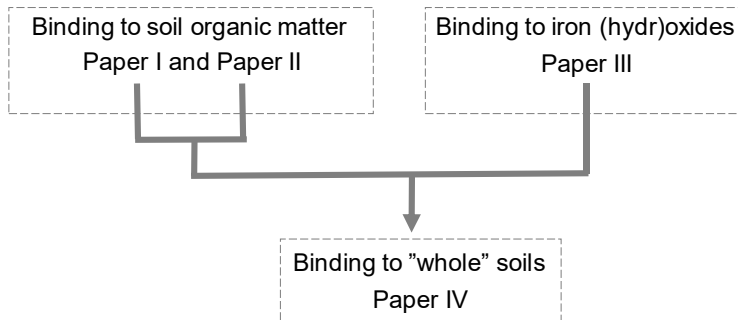 Binding to soil organic matter
Paper I and Paper II
Binding to iron (hydr)oxides
Paper III
Binding to ”whole” soils
Paper IV